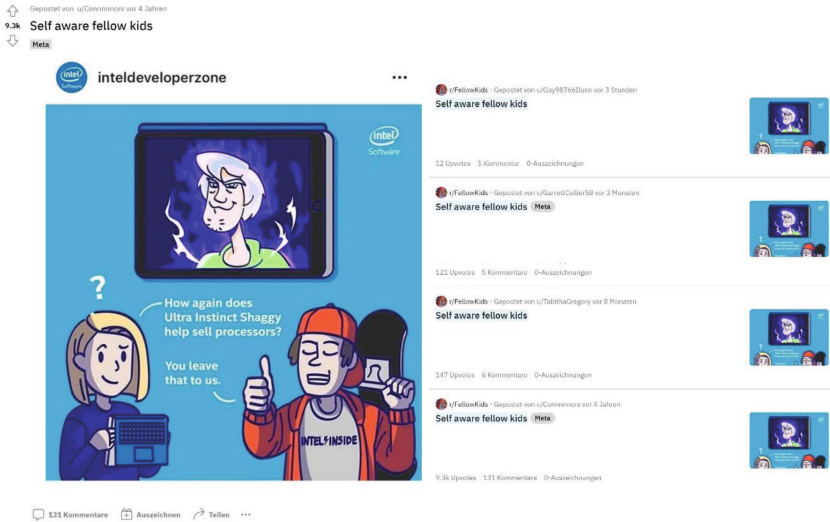 Gepostet von u/Connnnnors vor 4 Jahren
9.3k
Self aware fellow kids
Meta
intel
Software
inteldeveloperzone
•••
intel
Software
?
How again does
Ultra Instinct Shaggy
help sell processors?
You leave
that to us.
INTEL INSIDE
131 Kommentare
Auszeichnen
Teilen
•••
r/FellowKids · Gepostet von u/Guy98766Dunn vor 3 Stunden
Self aware fellow kids
12 Upvotes 1 Kommentar 0-Auszeichnungen
r/FellowKids · Gepostet von u/GarrettCollier58 vor 3 Monaten
Self aware fellow kids Meta
121 Upvotes 5 Kommentare 0-Auszeichnungen
r/FellowKids · Gepostet von u/TabithaGregory vor 8 Monaten
Self aware fellow kids
147 Upvotes 6 Kommentare 0-Auszeichnungen
r/FellowKids · Gepostet von u/Connnnnors vor 4 Jahren
Self aware fellow kids Meta
9.3k Upvotes 131 Kommentare 0-Auszeichnungen